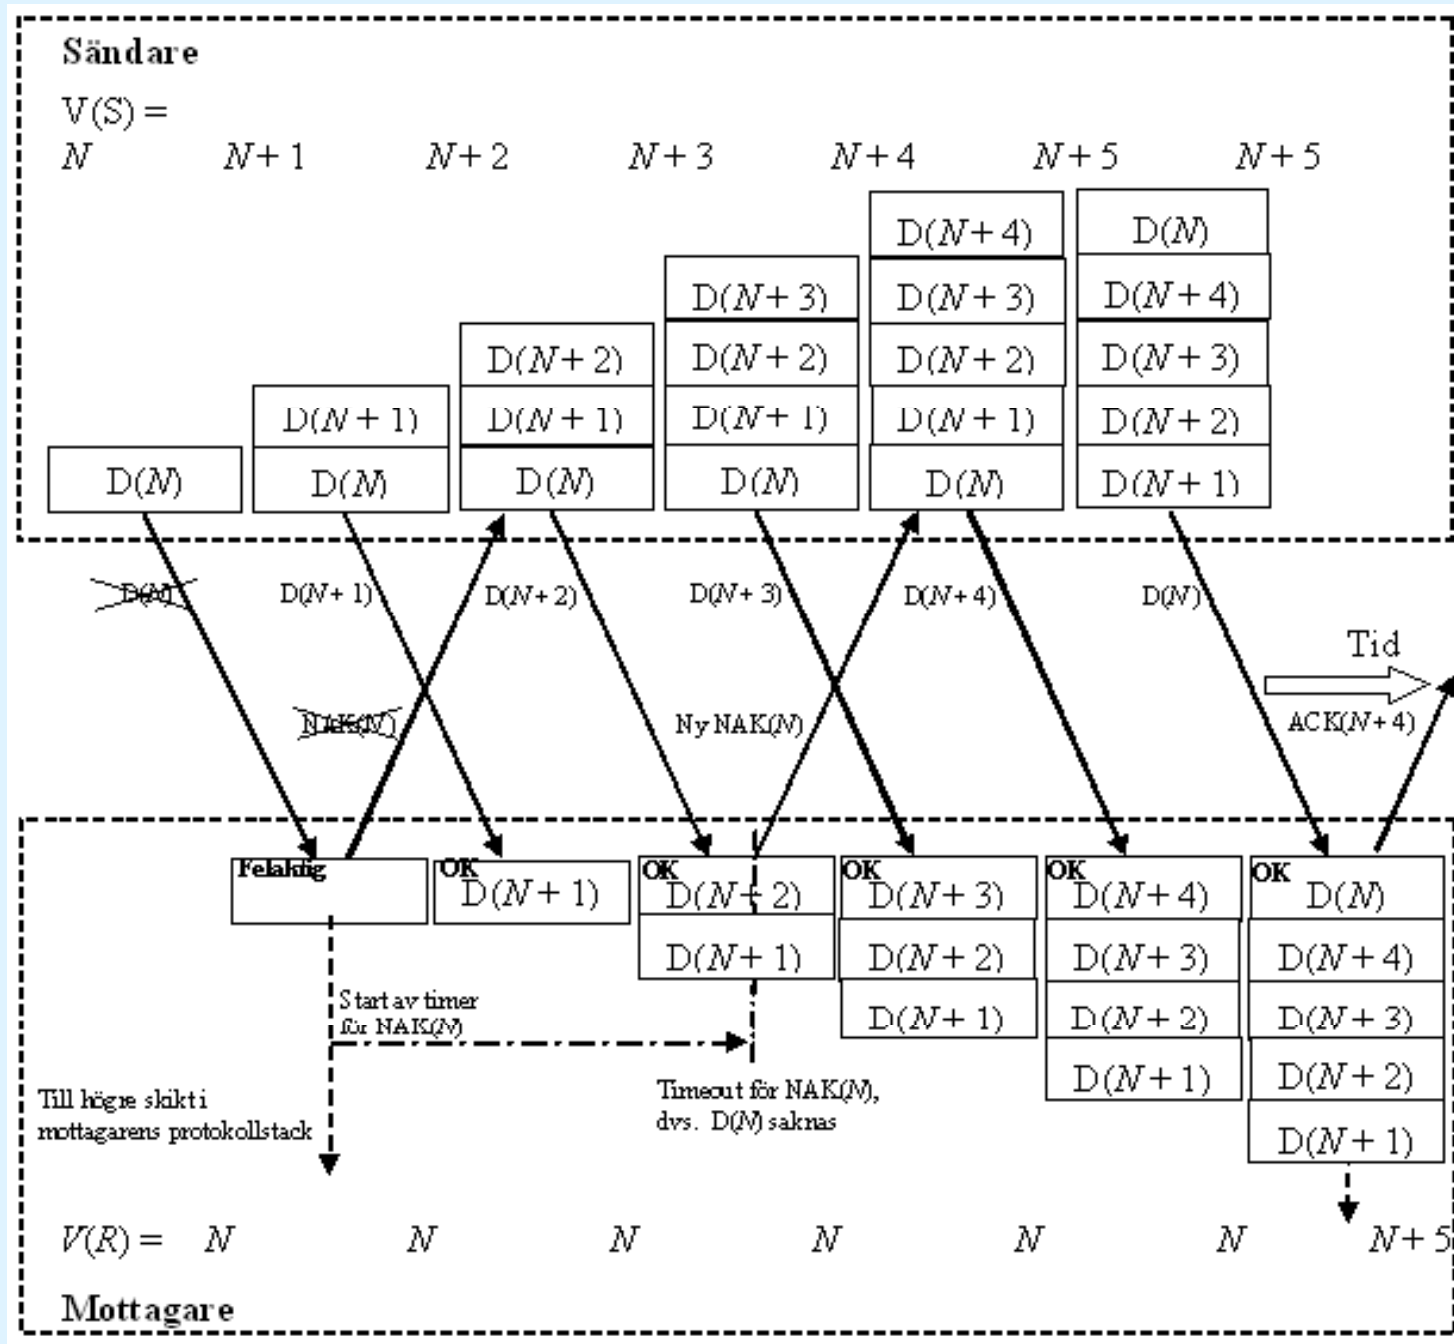 Sändare
V(S) =
N N+1 N+2 N+3 N+4 N+5 N+5
D(N+4) D(N)
D(N+3) D(N+3) D(N+4)
D(N+2) D(N+2) D(N+2) D(N+3)
D(N+1) D(N+1) D(N+1) D(N+1) D(N+2)
D(N) D(N) D(N) D(N) D(N) D(N+1)
D(N) D(N+1) D(N+2) D(N+3) D(N+4) D(N)
Tid
NAK(N) Ny NAK(N) ACK(N+4)
Felaktig OK OK OK OK OK
D(N+1) D(N+2) D(N+3) D(N+4) D(N)
D(N+1) D(N+2) D(N+3) D(N+4)
D(N+1) D(N+2) D(N+3)
D(N+1) D(N+2)
D(N+1)
Start av timer
för NAK(N)
Timeout för NAK(N),
dvs. D(N) saknas
Till högre skikt i
mottagarens protokollstack
V(R) = N N N N N N N+5
Mottagare